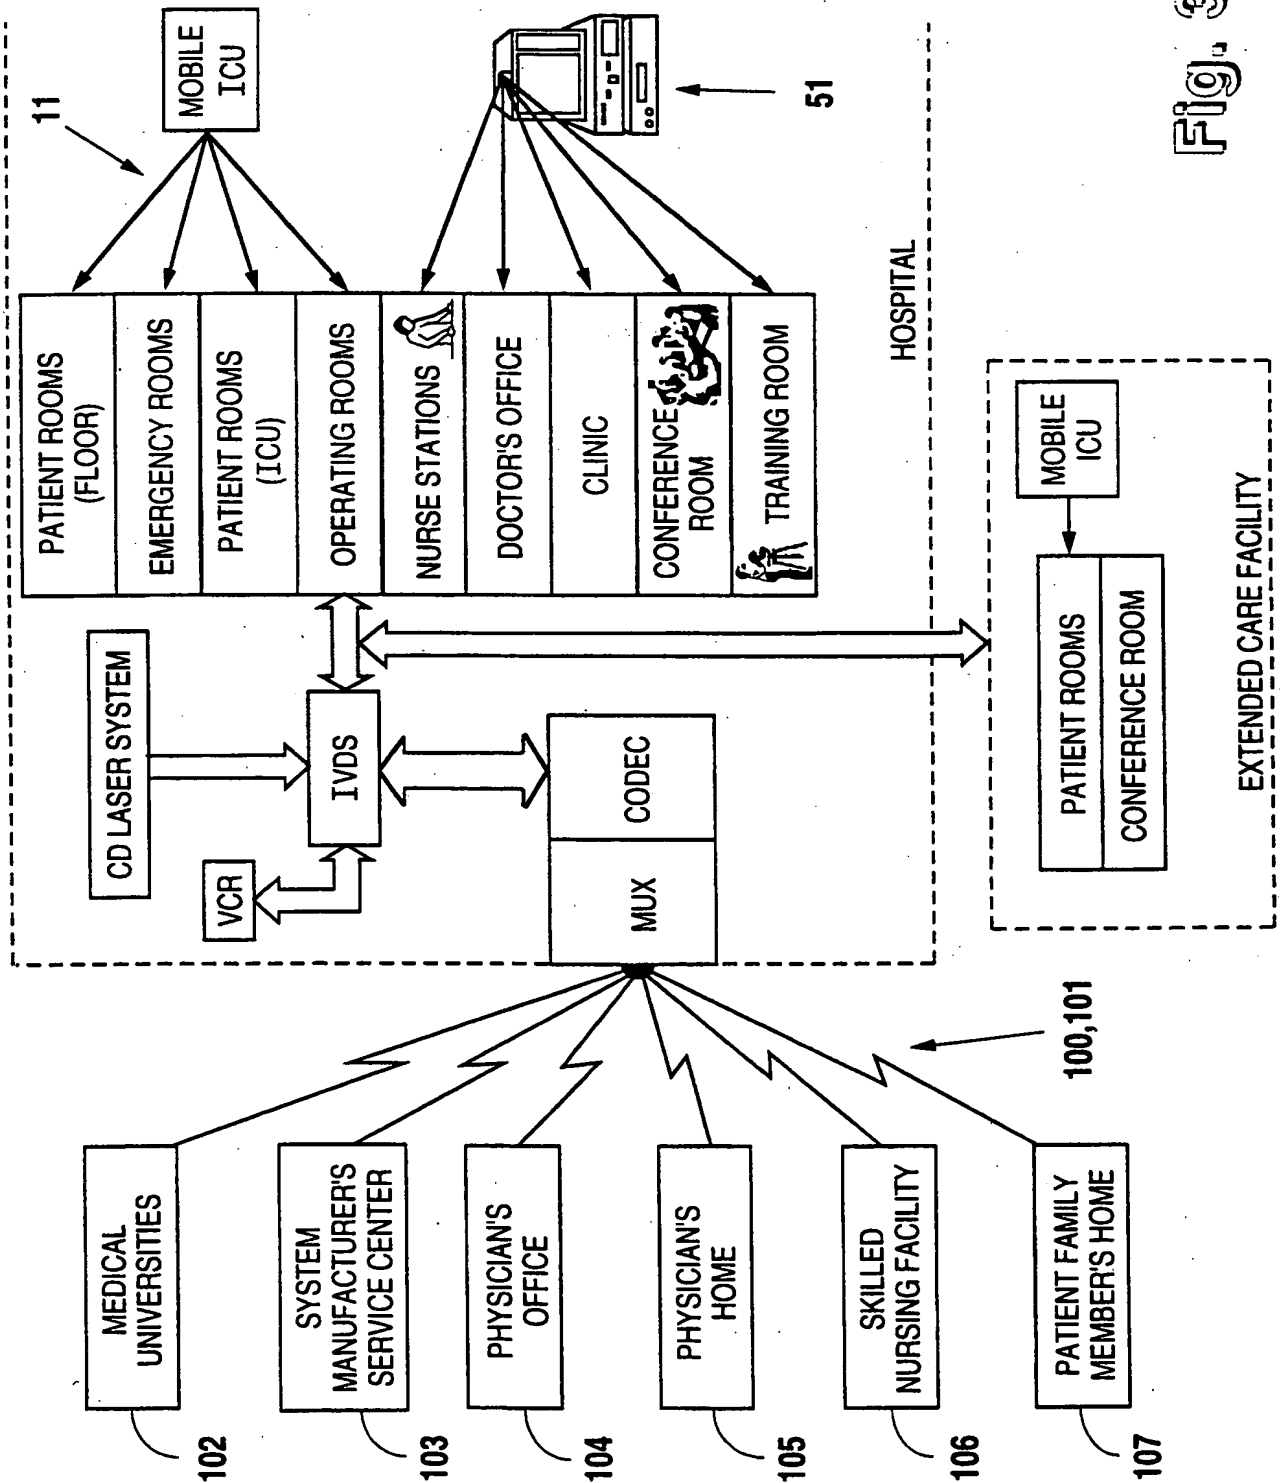 102
MEDICAL
UNIVERSITIES
103
SYSTEM
MANUFACTURER'S
SERVICE CENTER
104
PHYSICIAN'S
OFFICE
105
PHYSICIAN'S
HOME
106
SKILLED
NURSING FACILITY
107
PATIENT FAMILY
MEMBER'S HOME
100,101
CD LASER SYSTEM
VCR
IVDS
MUX
CODEC
PATIENT ROOMS
(FLOOR)
EMERGENCY ROOMS
PATIENT ROOMS
(ICU)
OPERATING ROOMS
NURSE STATIONS
DOCTOR'S OFFICE
CLINIC
CONFERENCE
ROOM
TRAINING ROOM
HOSPITAL
11
MOBILE
ICU
51
PATIENT ROOMS
CONFERENCE ROOM
MOBILE
ICU
EXTENDED CARE FACILITY
Fig. 3